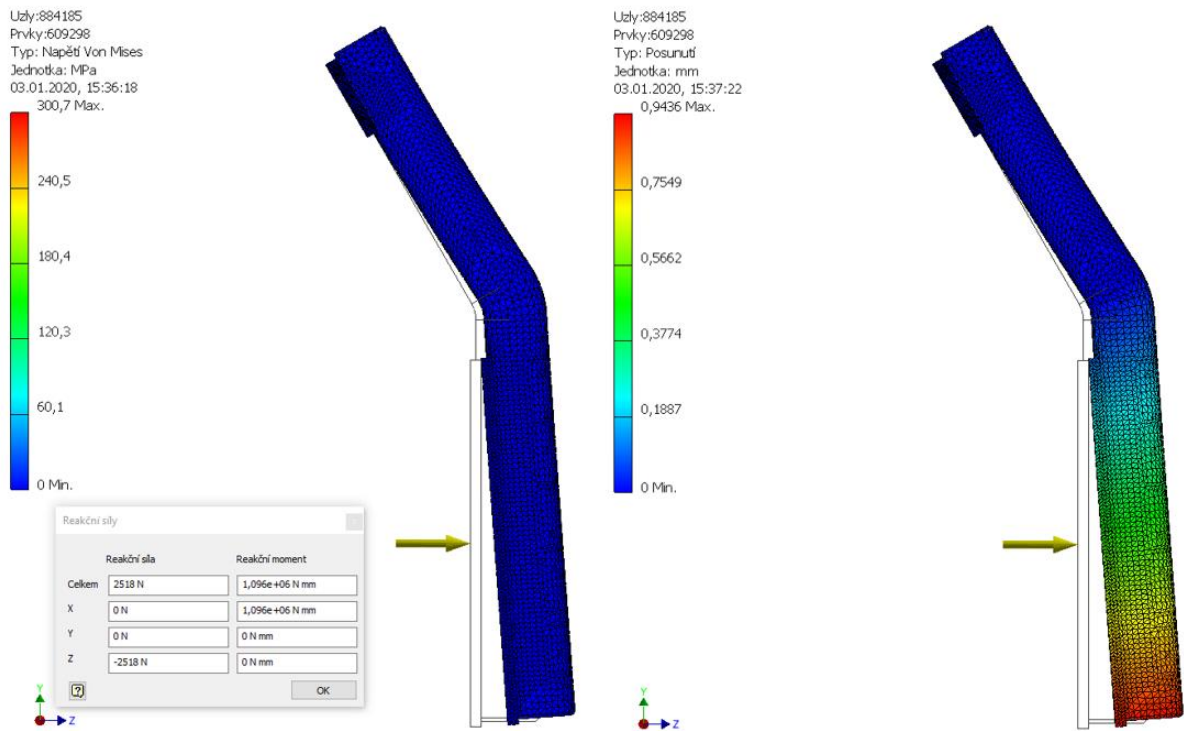 Uzly:884185
Prvky:609298
Typ: Napětí Von Mises
Jednotka: MPa
03.01.2020, 15:36:18
300,7 Max.
240,5
180,4
120,3
60,1
0 Min.
Reakční síly
Reakční síla Reakční moment
Celkem 2518 N 1,096e+06 N mm
X 0 N 1,096e+06 N mm
Y 0 N 0 N mm
Z -2518 N 0 N mm
OK
Y
Z
Uzly:884185
Prvky:609298
Typ: Posunutí
Jednotka: mm
03.01.2020, 15:37:22
0,9436 Max.
0,7549
0,5662
0,3774
0,1887
0 Min.
Y
Z